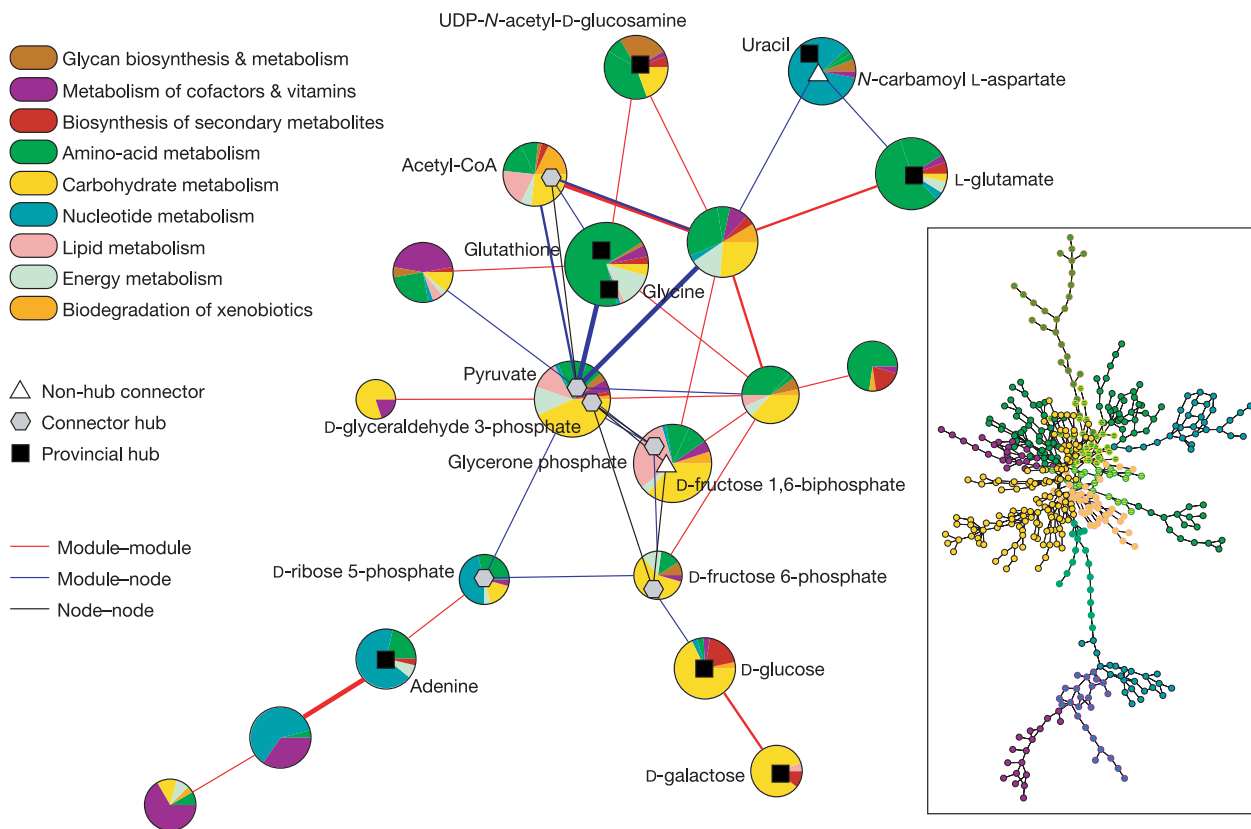 UDP-N-acetyl-D-glucosamine
Uracil
Glycan biosynthesis & metabolism
N-carbamoyl L-aspartate
Metabolism of cofactors & vitamins
Biosynthesis of secondary metabolites
Amino-acid metabolism
Acetyl-CoA
L-glutamate
Carbohydrate metabolism
Nucleotide metabolism
Lipid metabolism
Glutathione
Energy metabolism
Glycine
Biodegradation of xenobiotics
Pyruvate
Non-hub connector
Connector hub
D-glyceraldehyde 3-phosphate
Provincial hub
Glycerone phosphate
D-fructose 1,6-biphosphate
Module–module
Module–node
D-ribose 5-phosphate
D-fructose 6-phosphate
Node–node
D-glucose
Adenine
D-galactose